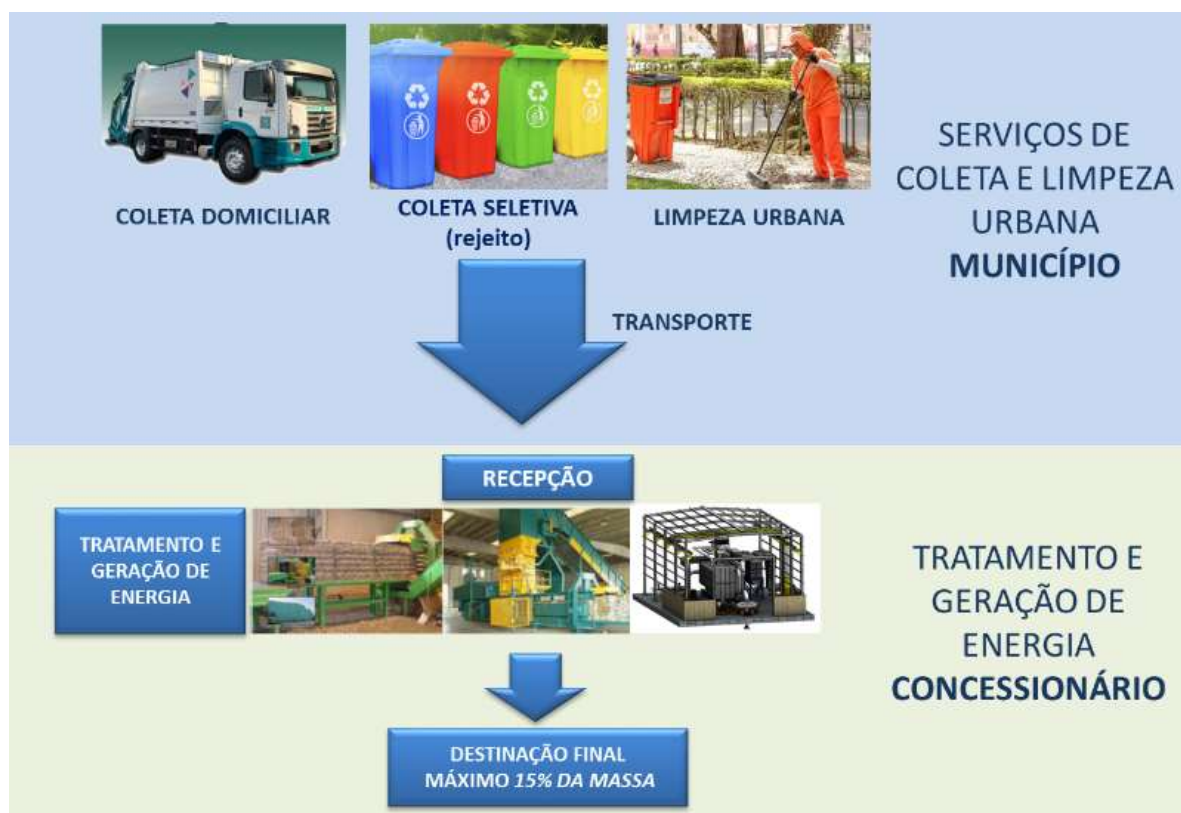 COLETA DOMICILIAR
COLETA SELETIVA
(rejeito)
LIMPEZA URBANA
SERVIÇOS DE
COLETA E LIMPEZA
URBANA
MUNICÍPIO
TRANSPORTE
RECEPÇÃO
TRATAMENTO E
GERAÇÃO DE
ENERGIA
TRATAMENTO E
GERAÇÃO DE
ENERGIA
CONCESSIONÁRIO
DESTINAÇÃO FINAL
MÁXIMO 15% DA MASSA